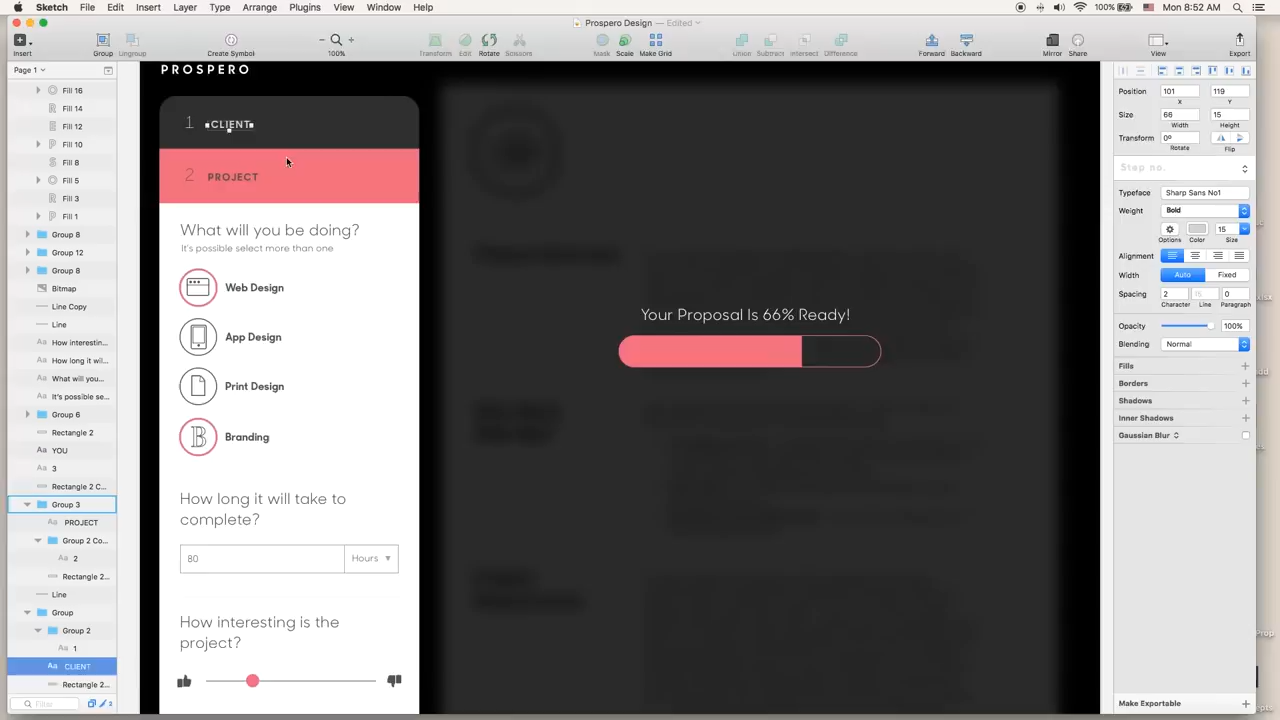 Sketch File Edit Insert Layer Type Arrange Plugins View Window Help
100% Mon 8:52 AM
Prospero Design — Edited
Insert Group Ungroup Create Symbol 100% Transform Edit Rotate Scissors Mask Scale Make Grid Union Subtract Intersect Difference Forward Backward Mirror Share View Export
Page 1
Fill 16
Fill 14
Fill 12
Fill 10
Fill 8
Fill 5
Fill 3
Fill 1
Group 8
Group 12
Group 8
Bitmap
Line Copy
Line
How interestin...
How long it wil...
What will you...
It's possible se...
Group 6
Rectangle 2
YOU
3
Rectangle 2 C...
Group 3
PROJECT
Group 2 Co...
2
Rectangle 2...
Line
Group
Group 2
1
CLIENT
Rectangle 2...
Filter
2
PROSPERO
1 CLIENT
2 PROJECT
What will you be doing?
It's possible select more than one
Web Design
App Design
Print Design
B Branding
How long it will take to
complete?
80 Hours
How interesting is the
project?
Your Proposal Is 66% Ready!
Position 101 119
X Y
Size 66 15
Width Height
Transform 0º
Rotate Flip
Step no.
Typeface Sharp Sans No1
Weight Bold
15
Options Color Size
Alignment
Width Auto Fixed
Spacing 2 15 0
Character Line Paragraph
Opacity 100%
Blending Normal
Fills
Borders
Shadows
Inner Shadows
Gaussian Blur
Make Exportable